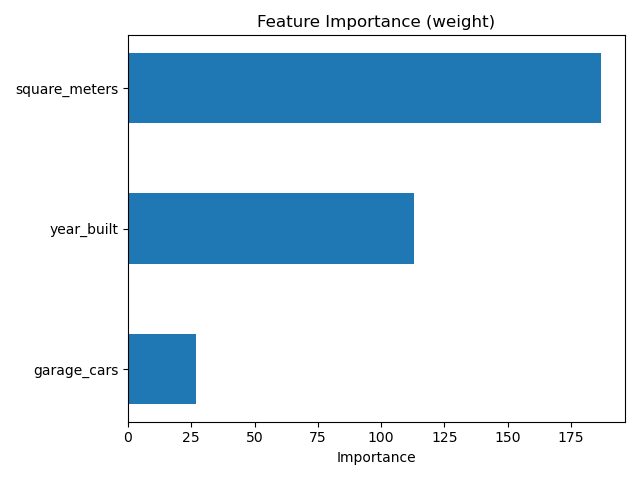 Feature Importance (weight)
square_meters
year_built
garage_cars
0 25 50 75 100 125 150 175
Importance